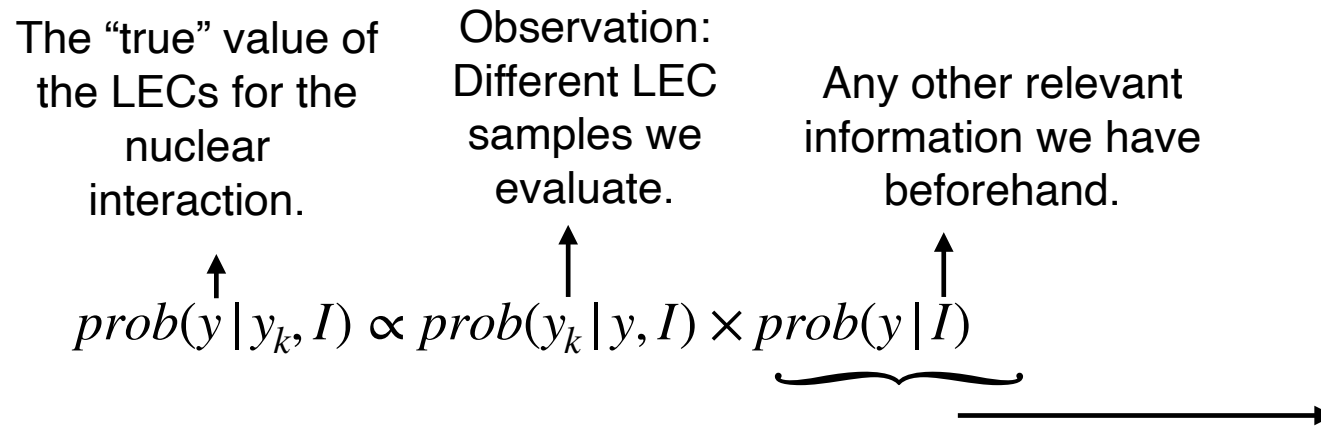 The “true” value of
the LECs for the
nuclear
interaction.
Observation:
Different LEC
samples we
evaluate.
Any other relevant
information we have
beforehand.
prob(y | y_k, I) ∝ prob(y_k | y, I) × prob(y | I)